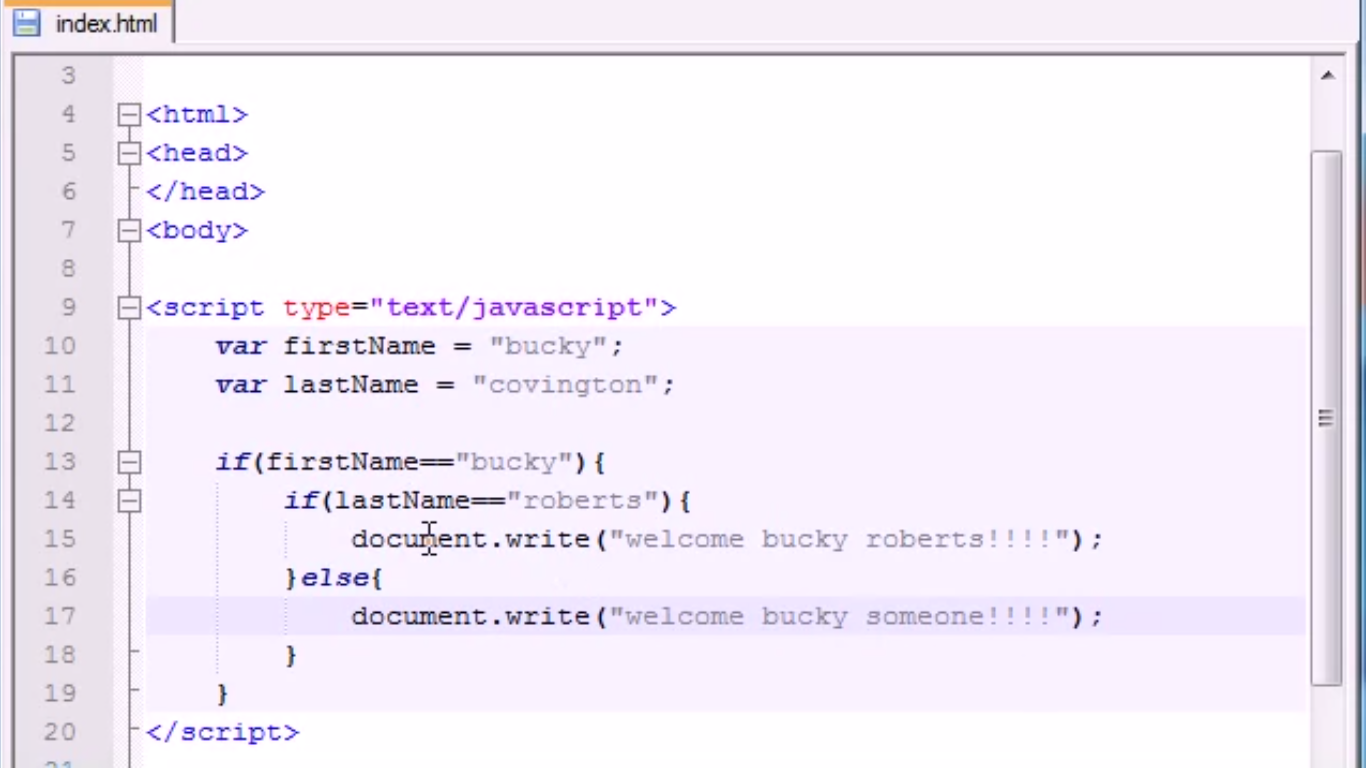 index.html
3
4 <html>
5 <head>
6 </head>
7 <body>
8
9 <script type="text/javascript">
10 var firstName = "bucky";
11 var lastName = "covington";
12
13 if(firstName=="bucky"){
14 if(lastName=="roberts"){
15 document.write("welcome bucky roberts!!!!");
16 }else{
17 document.write("welcome bucky someone!!!!");
18 }
19 }
20 </script>
21